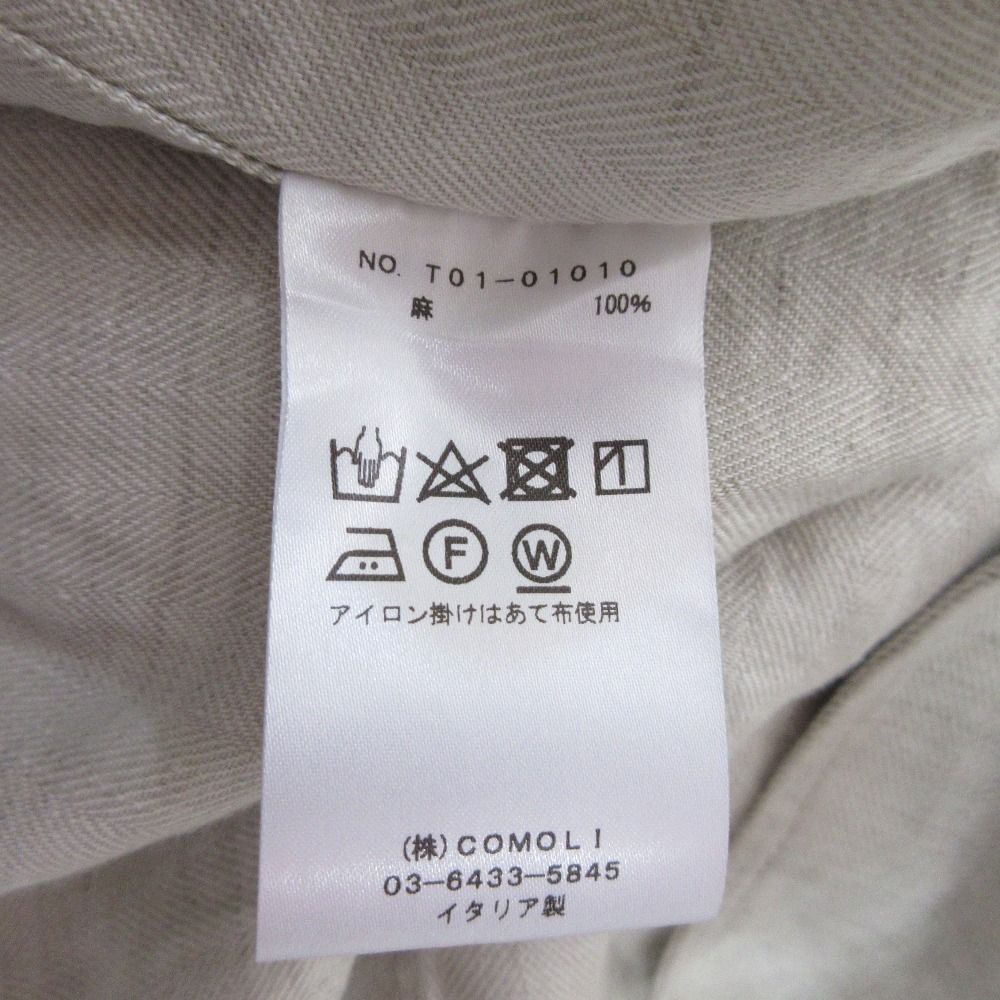 NO. T01-01010
麻 100%
F W
アイロン掛けはあて布使用
(株)COMOLI
03-6433-5845
イタリア製